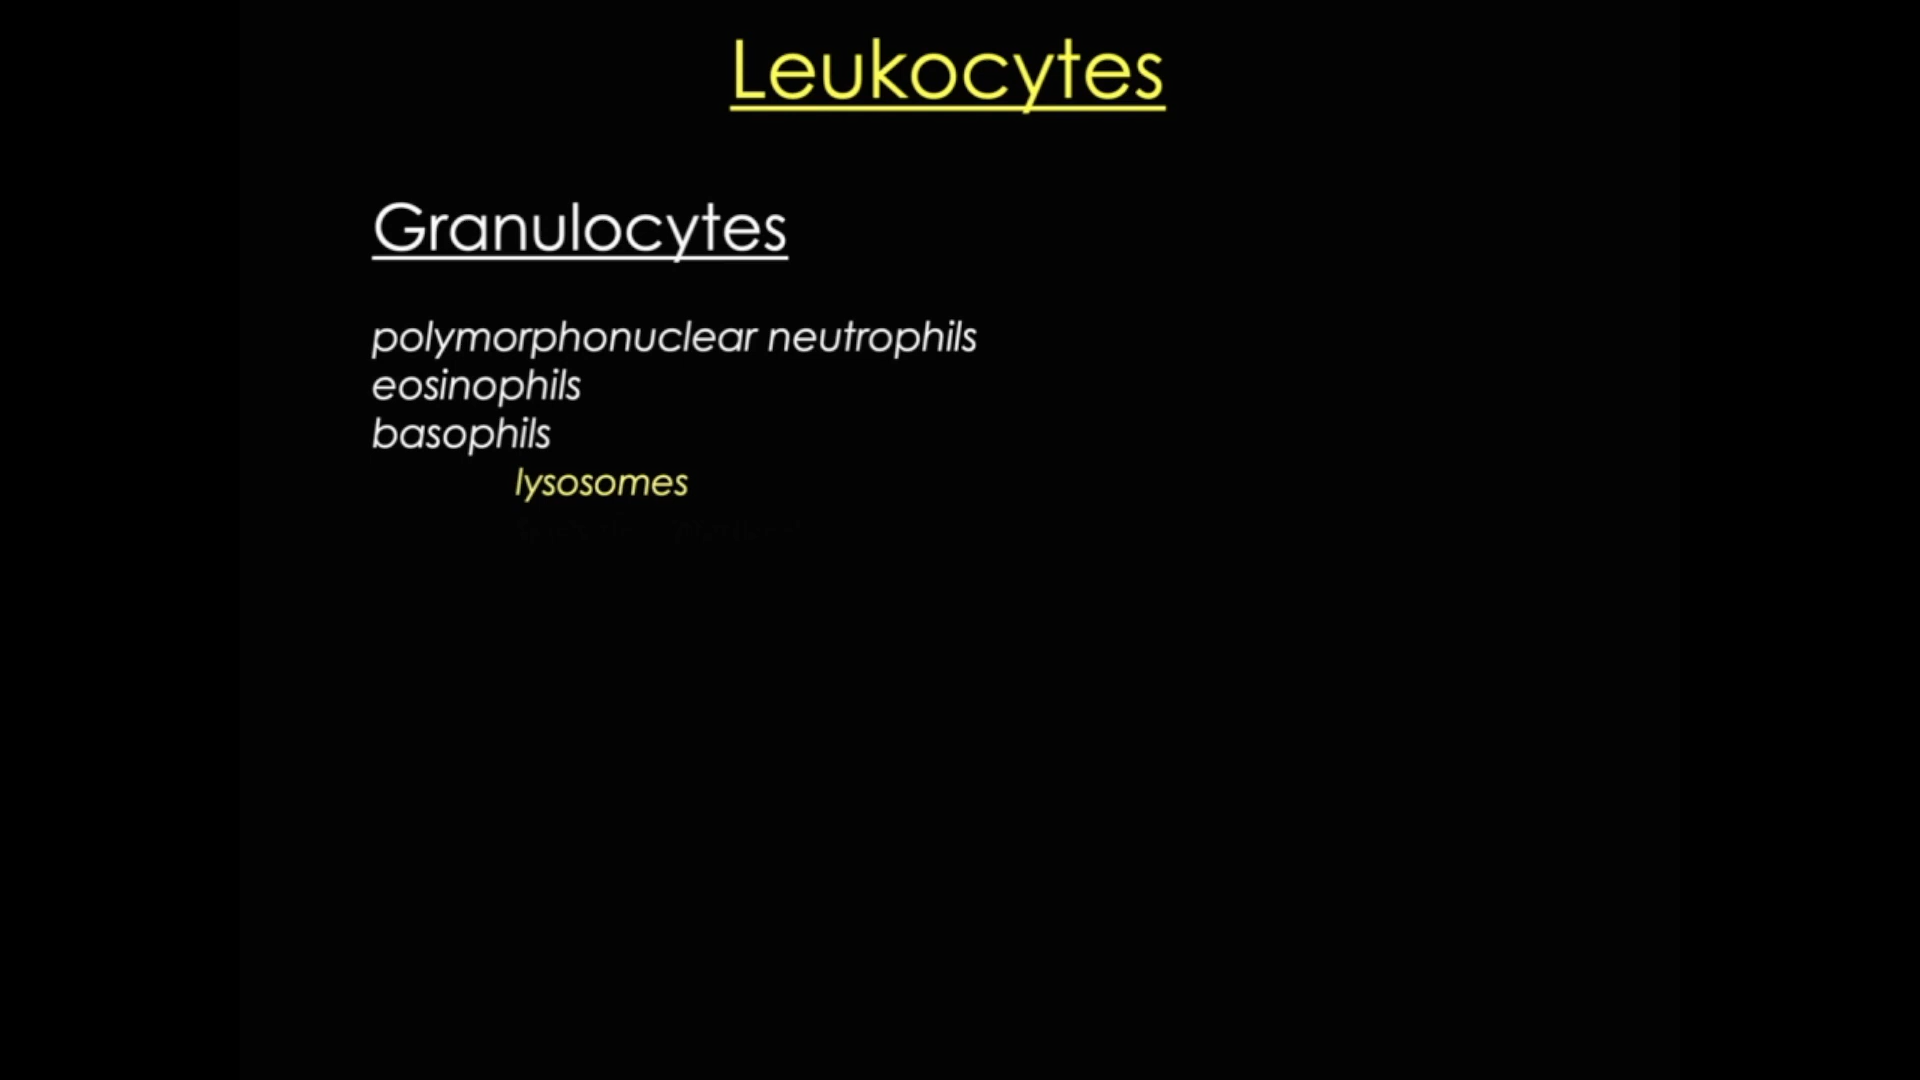 Leukocytes
Granulocytes
polymorphonuclear neutrophils
eosinophils
basophils
lysosomes